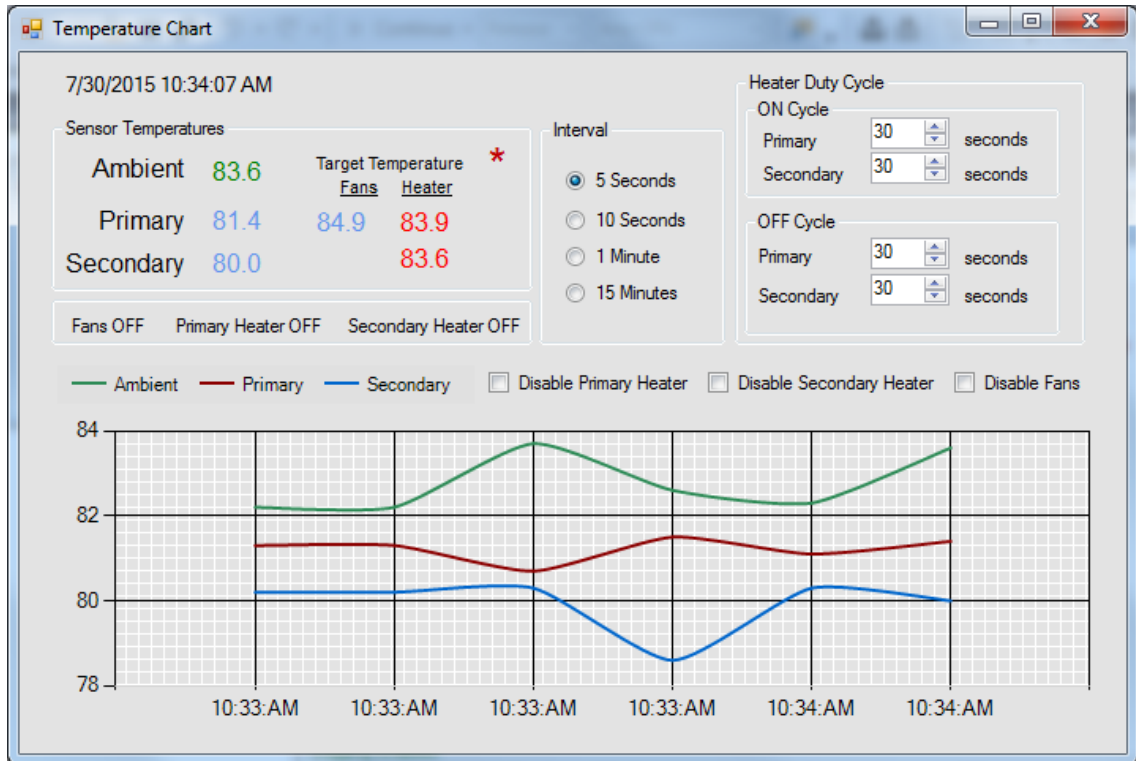 Temperature Chart
7/30/2015 10:34:07 AM
Sensor Temperatures
Ambient 83.6
Target Temperature *
Fans Heater
Primary 81.4 84.9 83.9
Secondary 80.0 83.6
Fans OFF Primary Heater OFF Secondary Heater OFF
Interval
5 Seconds
10 Seconds
1 Minute
15 Minutes
Heater Duty Cycle
ON Cycle
Primary 30 seconds
Secondary 30 seconds
OFF Cycle
Primary 30 seconds
Secondary 30 seconds
Ambient Primary Secondary Disable Primary Heater Disable Secondary Heater Disable Fans
84
82
80
78
10:33:AM 10:33:AM 10:33:AM 10:33:AM 10:34:AM 10:34:AM